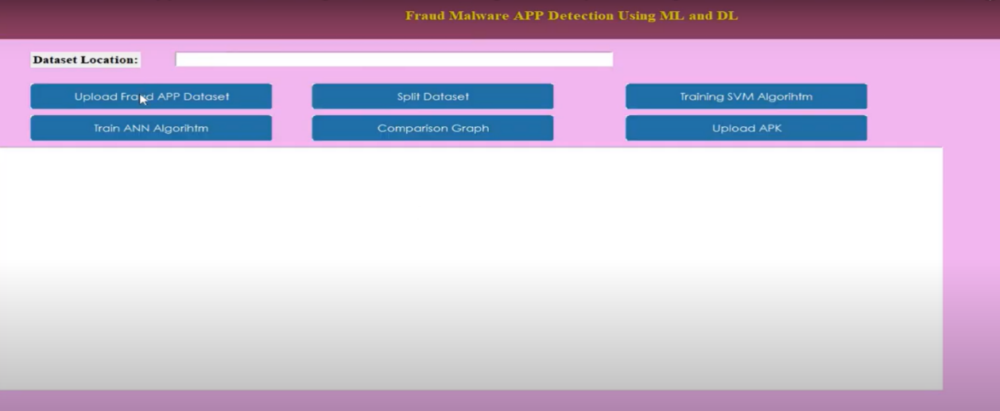 Fraud Malware APP Detection Using ML and DL
Dataset Location:
Upload Fraud APP Dataset
Split Dataset
Training SVM Algorihtm
Train ANN Algorihtm
Comparison Graph
Upload APK